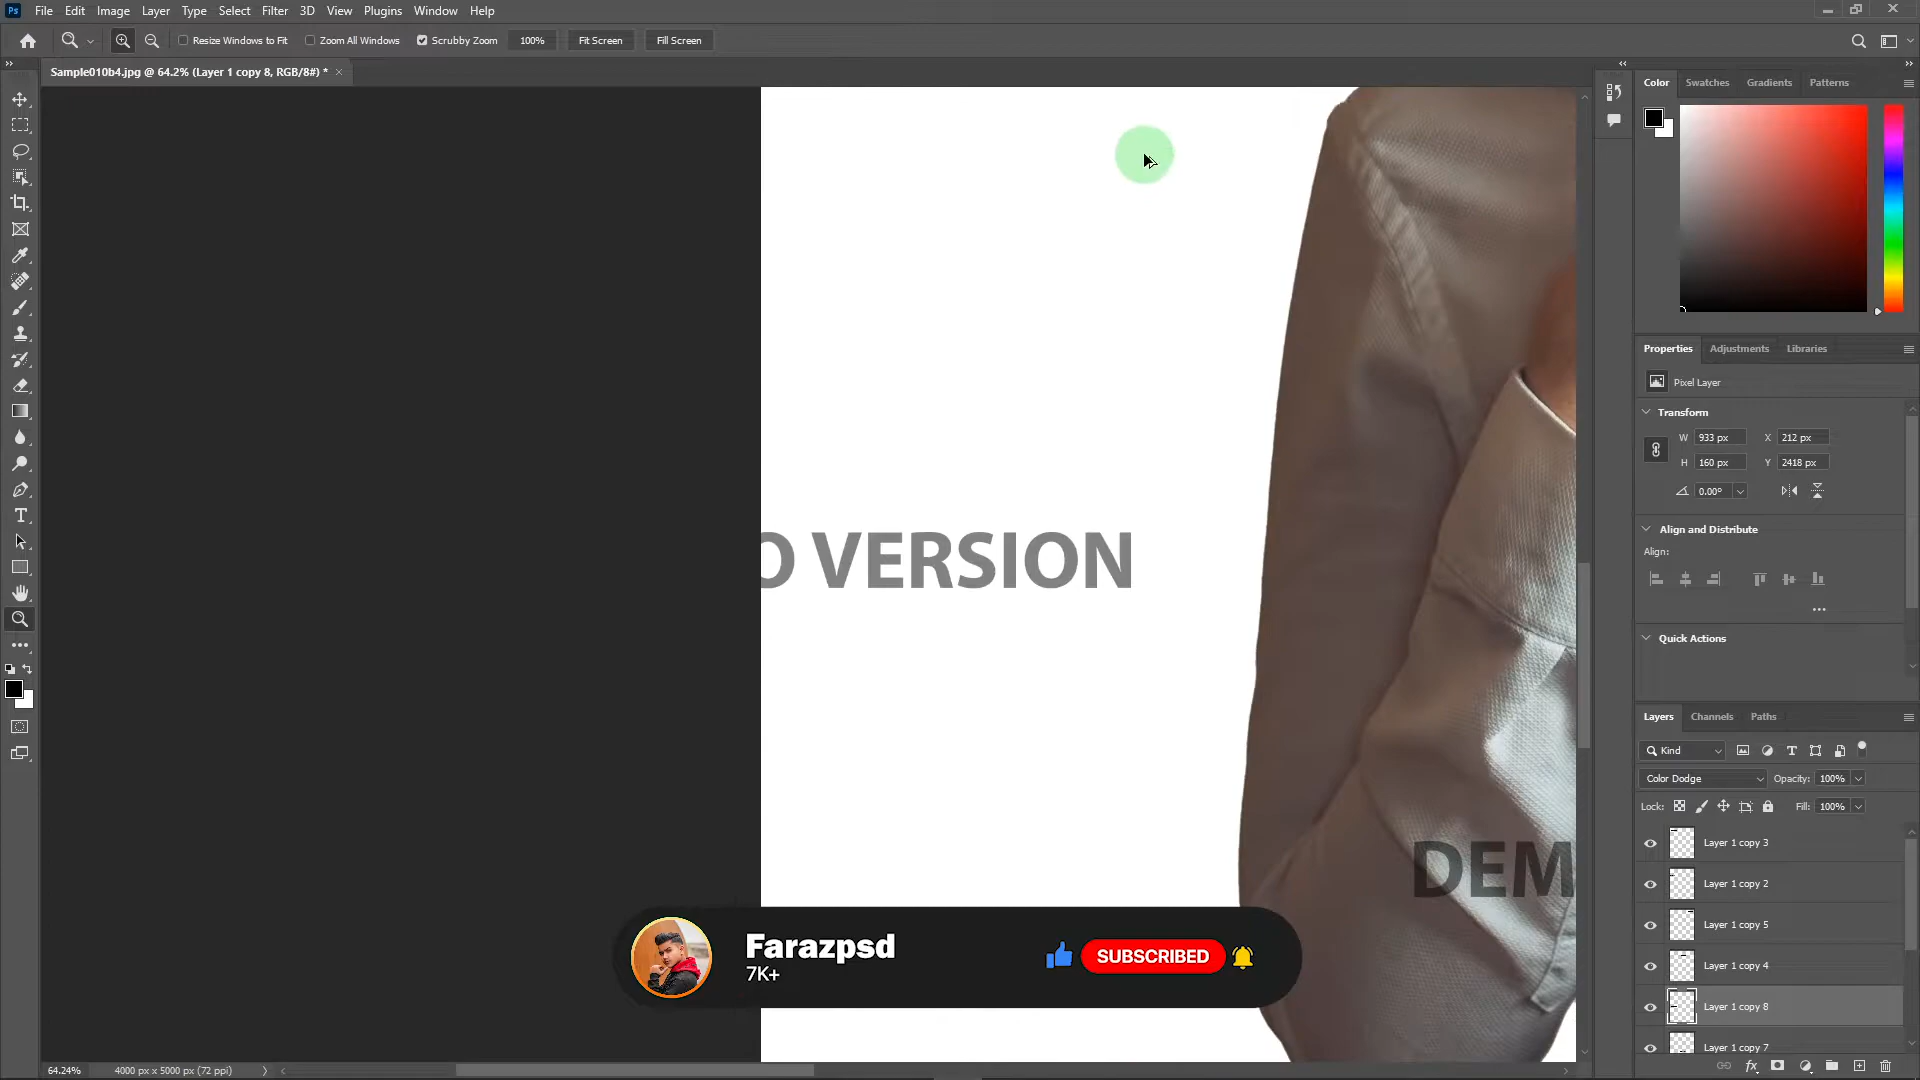 Ps File Edit Image Layer Type Select Filter 3D View Plugins Window Help
Resize Windows to Fit Zoom All Windows Scrubby Zoom 100% Fit Screen Fill Screen
Sample010b4.jpg @ 64.2% (Layer 1 copy 8, RGB/8#) * ×
Color Swatches Gradients Patterns
Properties Adjustments Libraries
Pixel Layer
Transform
W 933 px X 212 px
H 160 px Y 2418 px
0.00°
Align and Distribute
Align:
Quick Actions
O VERSION
DEM
Layers Channels Paths
Kind
Color Dodge Opacity: 100%
Lock: Fill: 100%
Layer 1 copy 3
Layer 1 copy 2
Layer 1 copy 5
Layer 1 copy 4
Layer 1 copy 8
Layer 1 copy 7
Farazpsd
7K+
SUBSCRIBED
64.24% 4000 px x 5000 px (72 ppi)